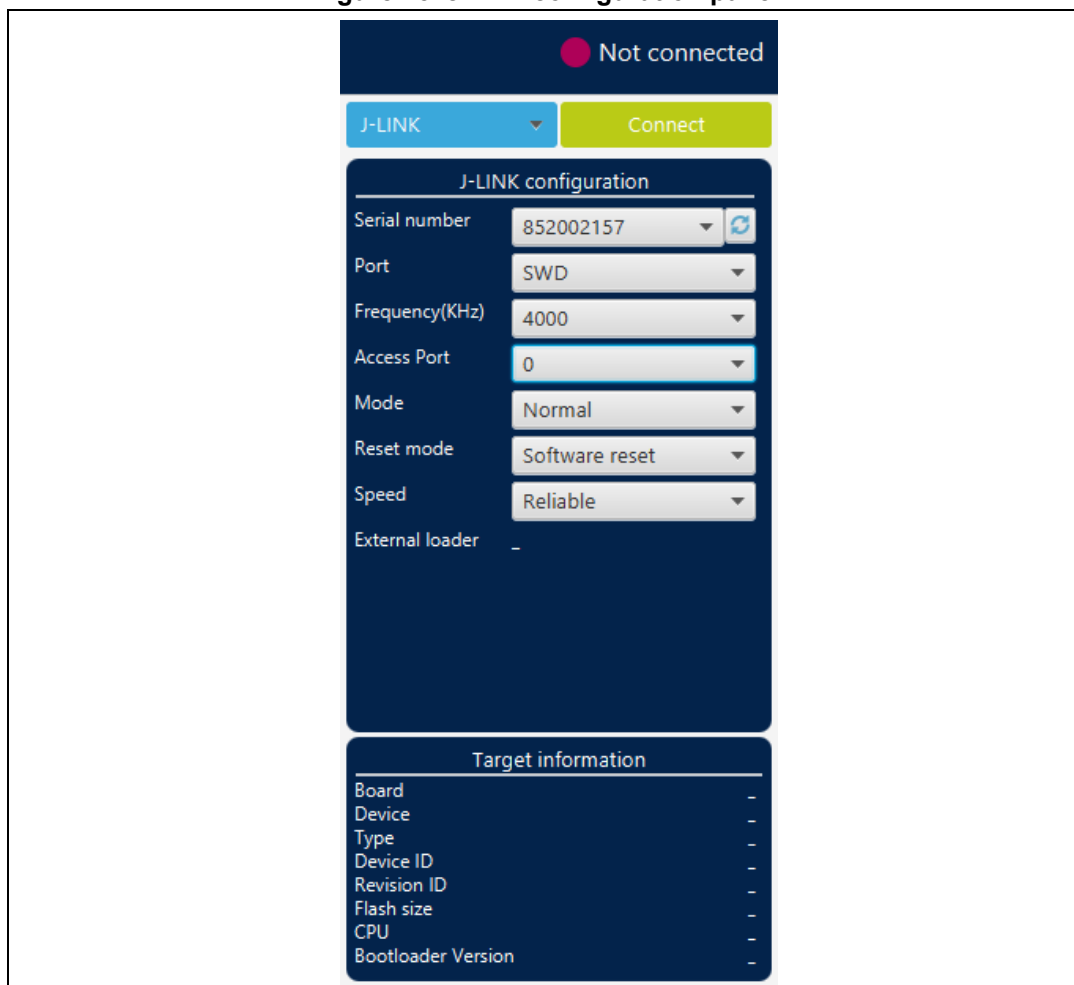 Not connected
J-LINK Connect
J-LINK configuration
Serial number 852002157
Port SWD
Frequency(KHz) 4000
Access Port 0
Mode Normal
Reset mode Software reset
Speed Reliable
External loader _
Target information
Board _
Device _
Type _
Device ID _
Revision ID _
Flash size _
CPU _
Bootloader Version _